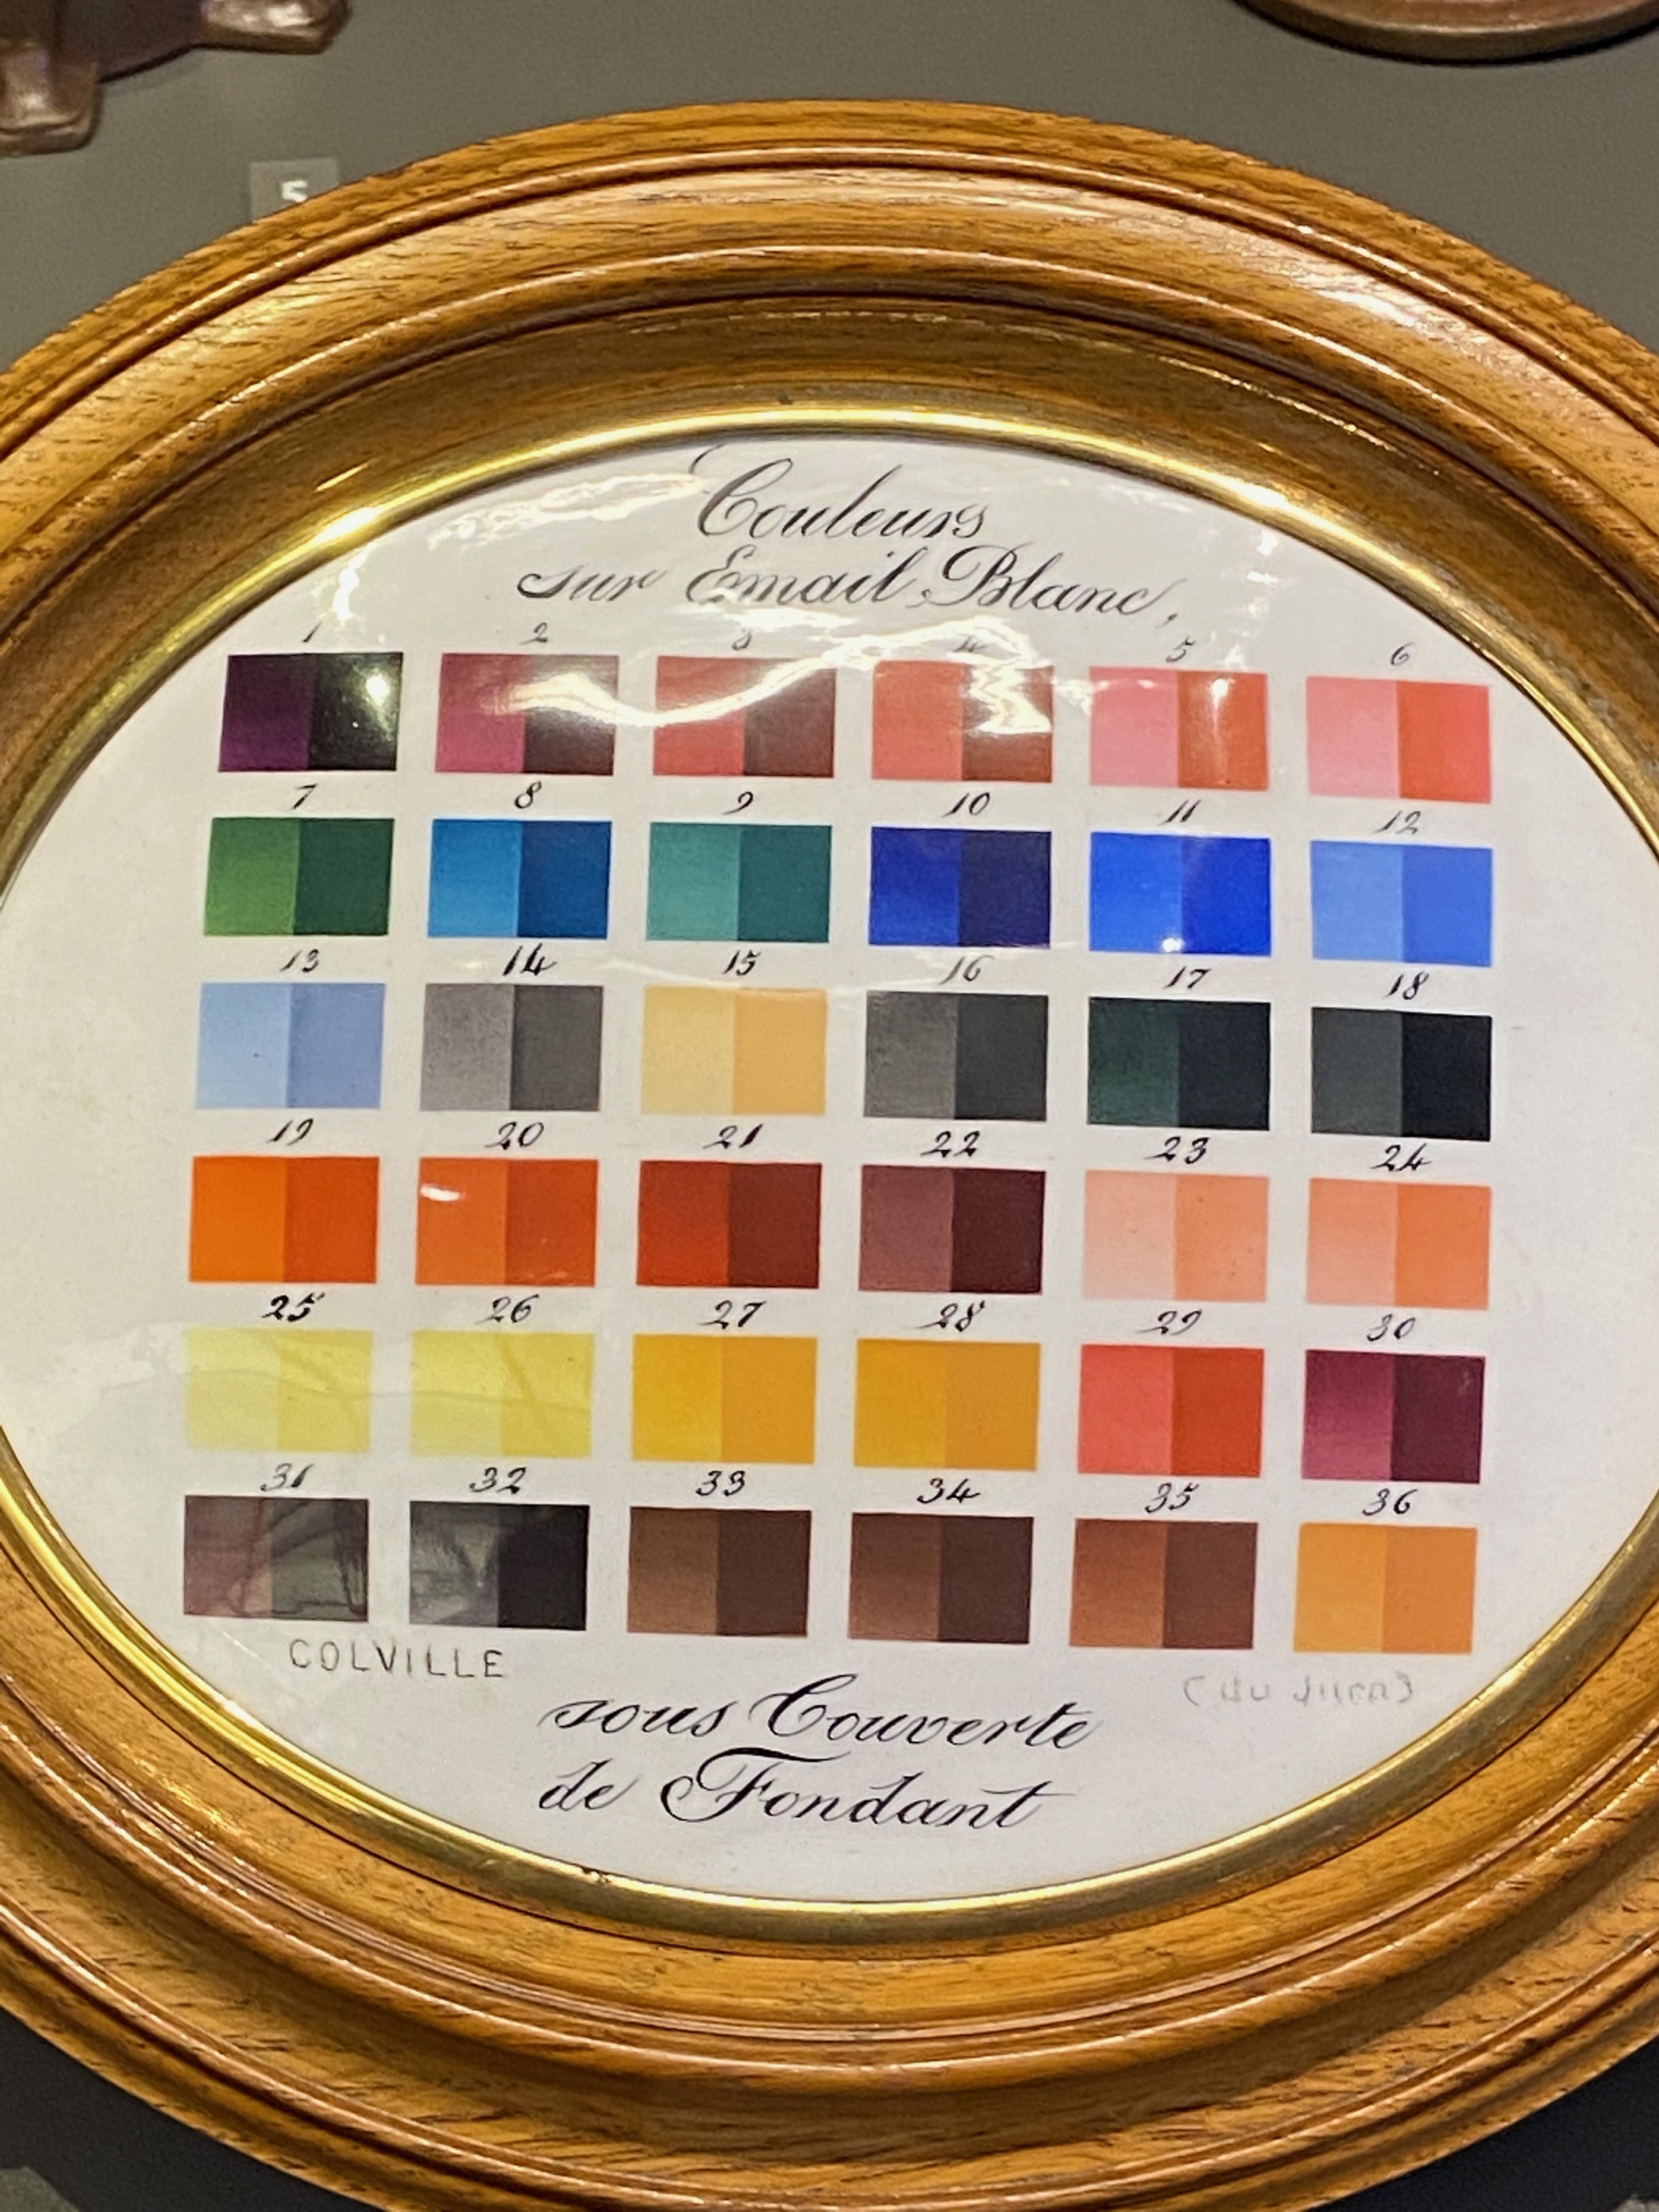 5
Couleurs
sur Email Blanc,
1 2 3 4 5 6
7 8 9 10 11 12
13 14 15 16 17 18
19 20 21 22 23 24
25 26 27 28 29 30
31 32 33 34 35 36
COLVILLE
sous Couverte
de Fondant